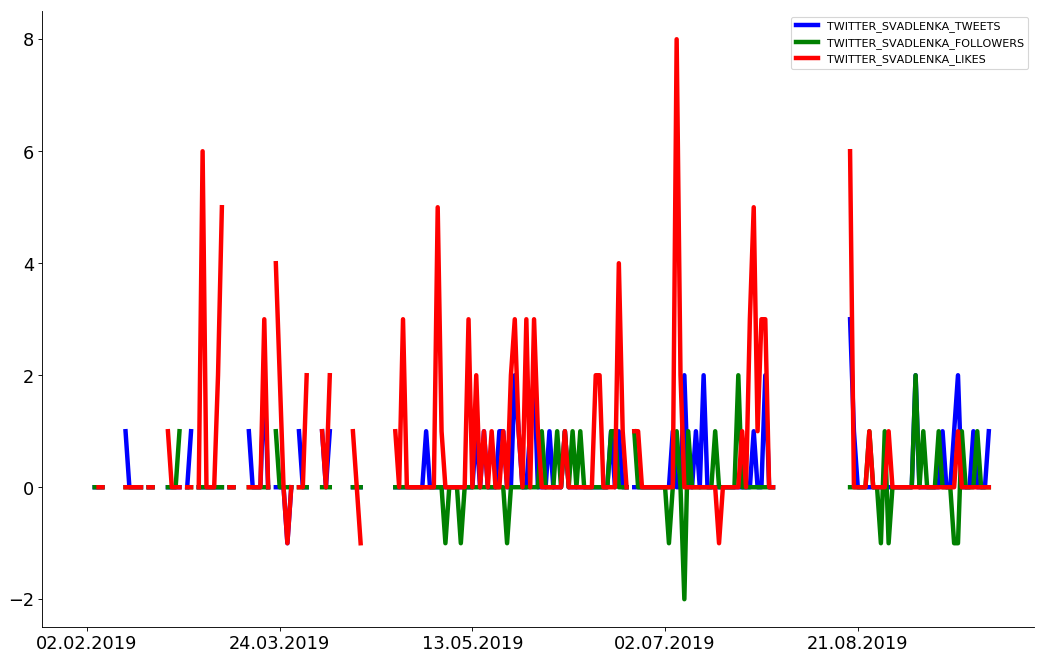 TWITTER_SVADLENKA_TWEETS
TWITTER_SVADLENKA_FOLLOWERS
TWITTER_SVADLENKA_LIKES
8
6
4
2
0
−2
02.02.2019 24.03.2019 13.05.2019 02.07.2019 21.08.2019